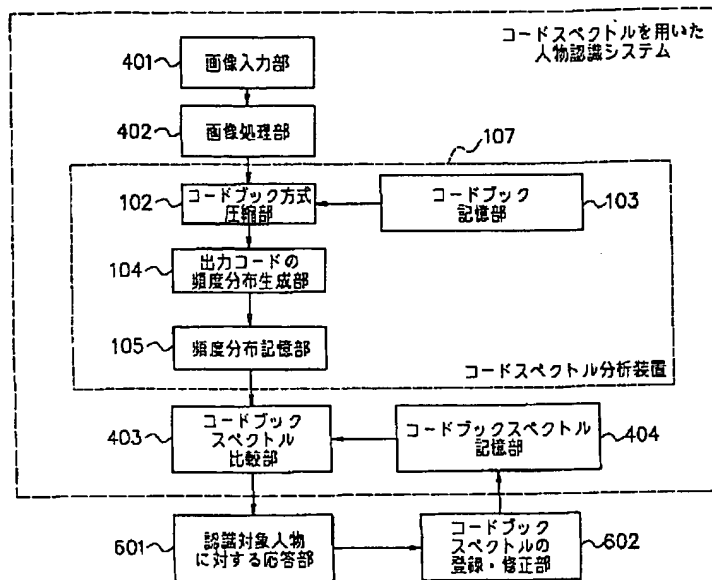 コードスペクトルを用いた
人物認識システム
401
画像入力部
402
画像処理部
107
102
コードブック方式
圧縮部
コードブック
記憶部
103
104
出力コードの
頻度分布生成部
105
頻度分布記憶部
コードスペクトル分析装置
403
コードブック
スペクトル
比較部
コードブックスペクトル
記憶部
404
601
認識対象人物
に対する応答部
コードブック
スペクトルの
登録・修正部
602